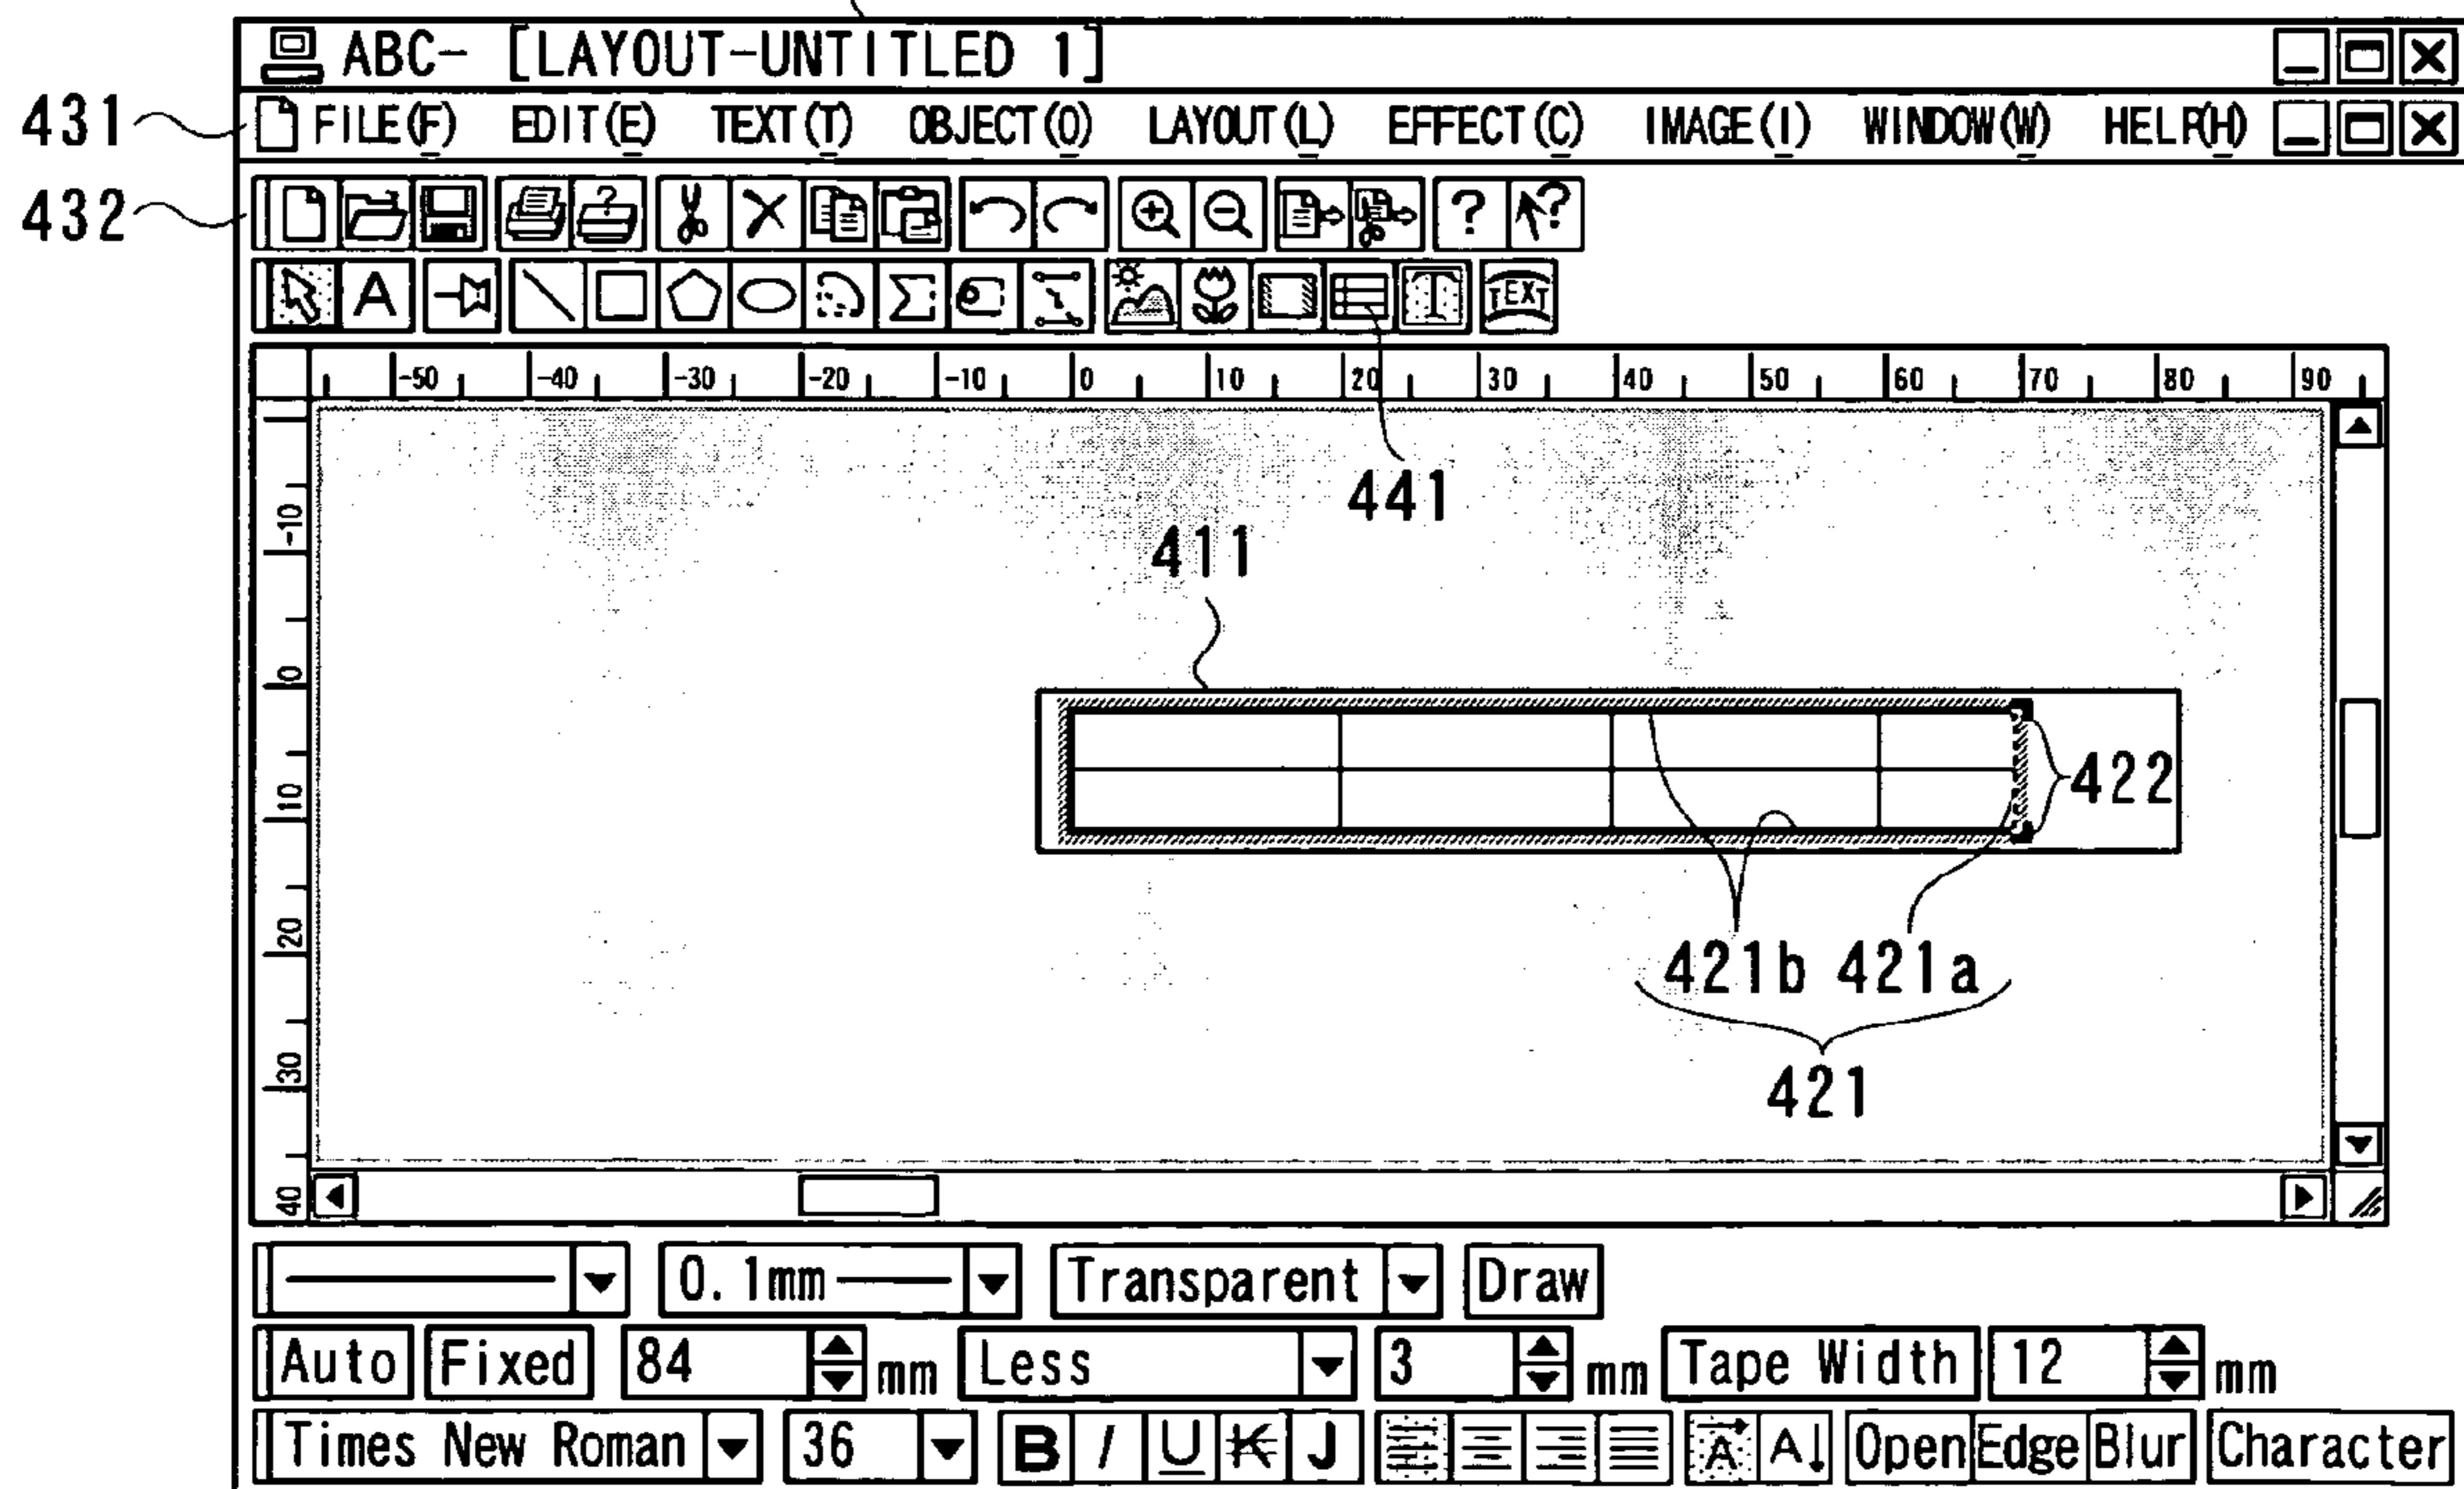 ABC- [LAYOUT-UNTITLED 1]
431 FILE(F) EDIT(E) TEXT(T) OBJECT(O) LAYOUT(L) EFFECT(C) IMAGE(I) WINDOW(W) HELP(H)
432 ? ?
A TEXT
-50 -40 -30 -20 -10 0 10 20 30 40 50 60 70 80 90
441
-10
411
0
422
10
421b 421a
20
421
30
40
0.1mm Transparent Draw
Auto Fixed 84 mm Less 3 mm Tape Width 12 mm
Times New Roman 36 B I U K J A A Open Edge Blur Character